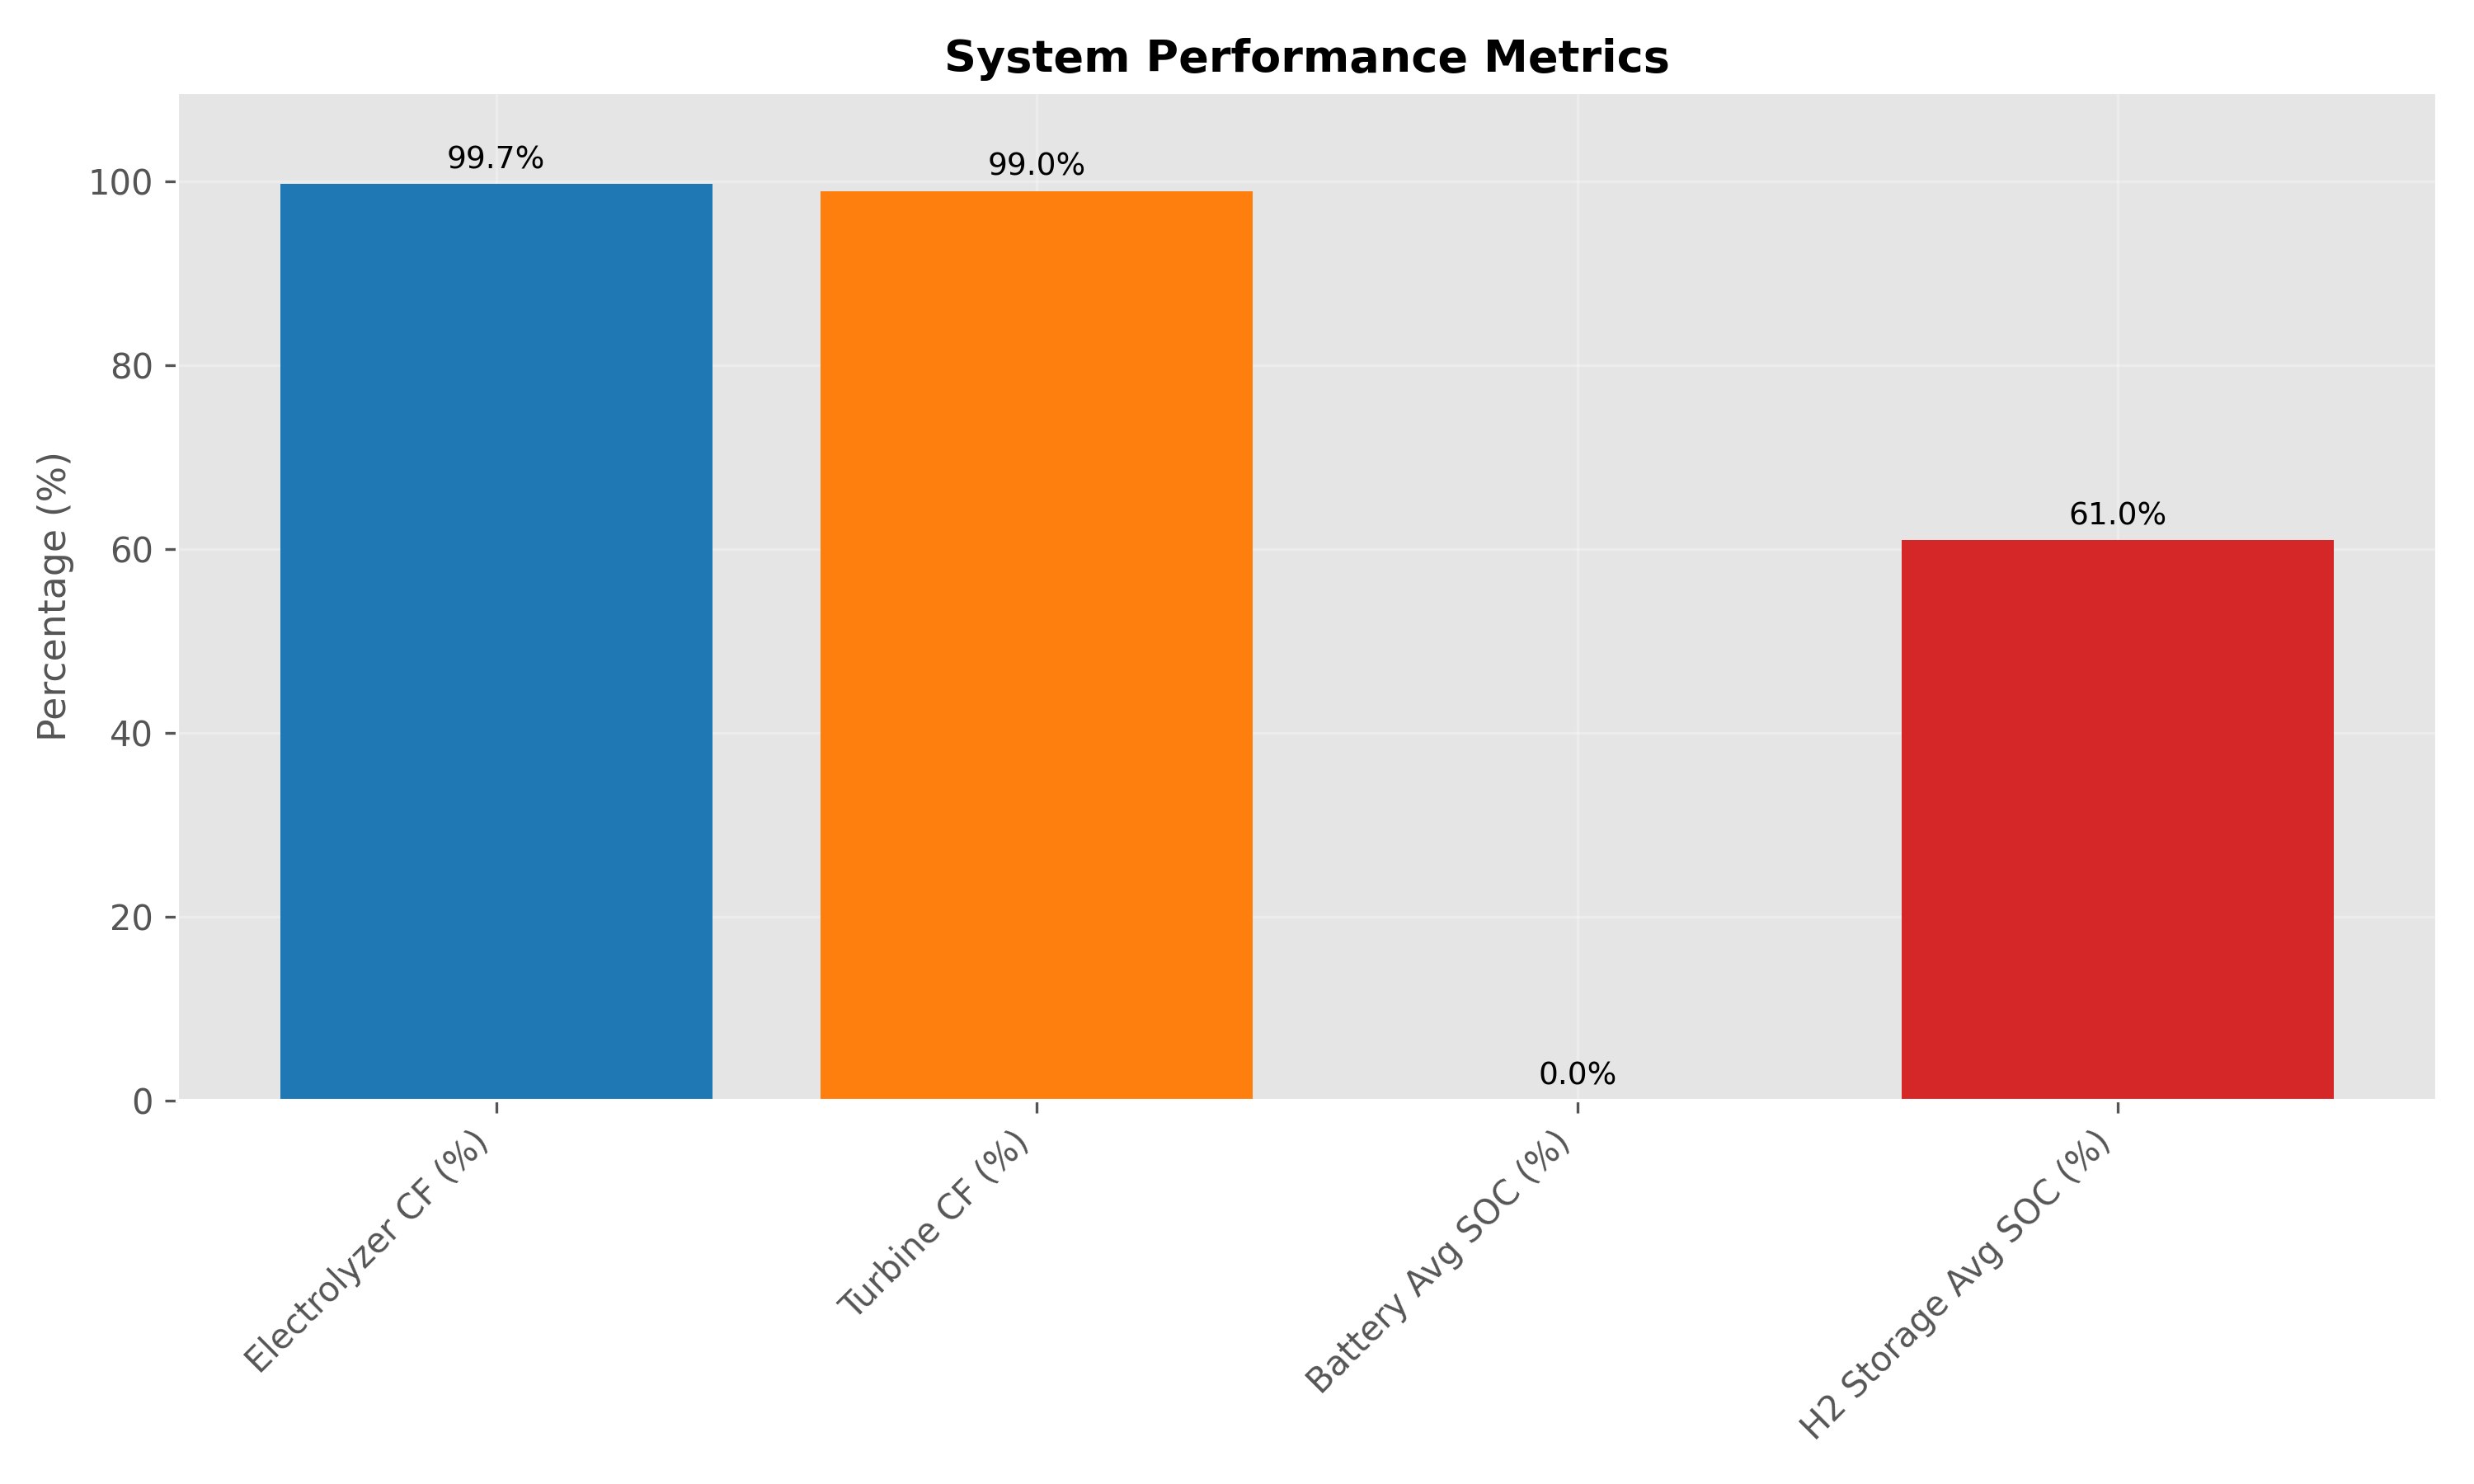 System Performance Metrics
Percentage (%)
100
80
60
40
20
0
99.7%
99.0%
0.0%
61.0%
Electrolyzer CF (%)
Turbine CF (%)
Battery Avg SOC (%)
H2 Storage Avg SOC (%)